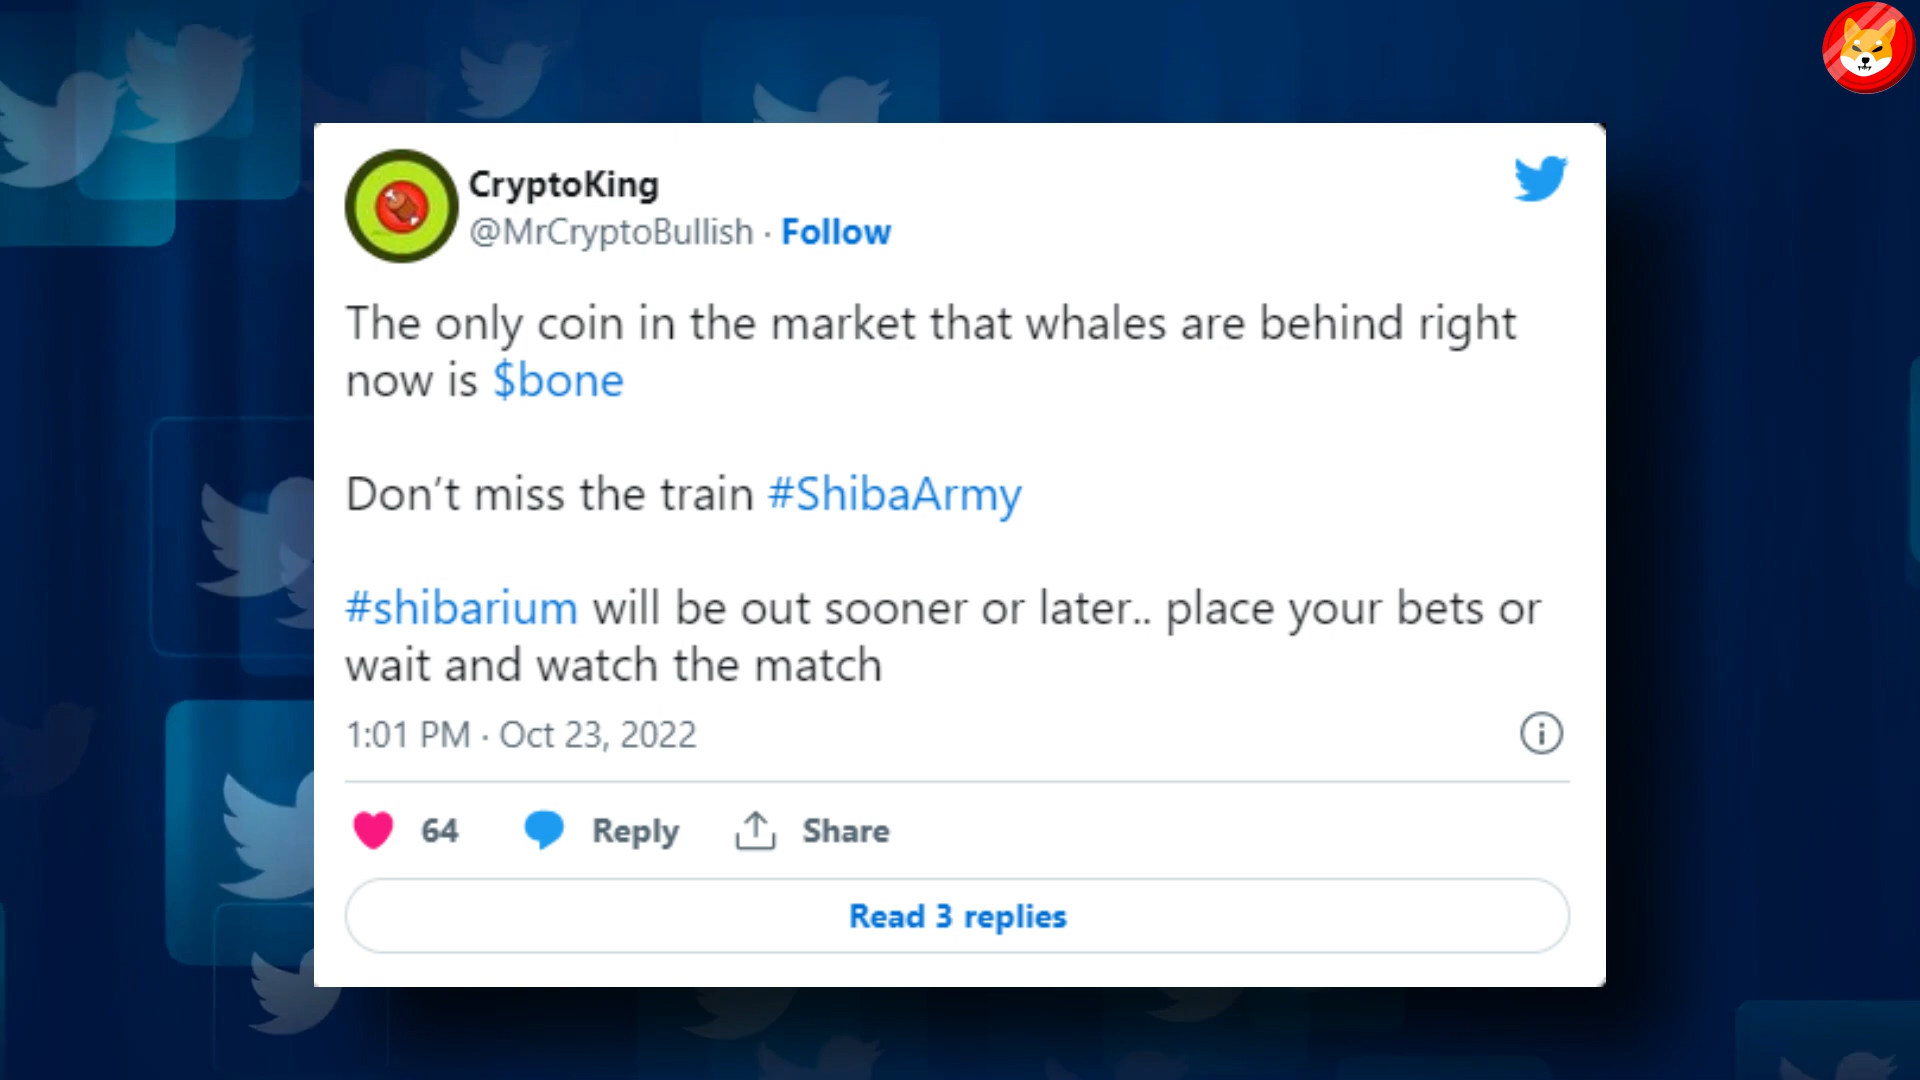 CryptoKing
@MrCryptoBullish · Follow
The only coin in the market that whales are behind right
now is $bone
Don’t miss the train #ShibaArmy
#shibarium will be out sooner or later.. place your bets or
wait and watch the match
1:01 PM · Oct 23, 2022
64 Reply Share
Read 3 replies